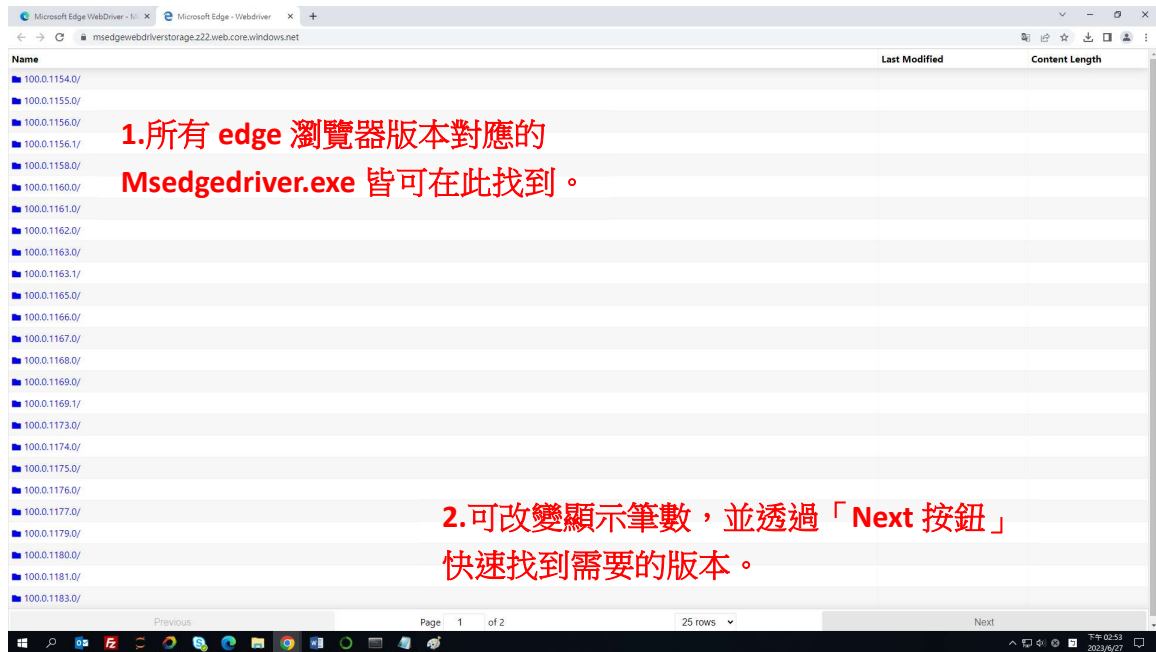 Microsoft Edge WebDriver - Mi
Microsoft Edge - Webdriver
msedgewebdriverstorage.z22.web.core.windows.net
Name Last Modified Content Length
100.0.1154.0/
100.0.1155.0/
100.0.1156.0/
100.0.1156.1/
100.0.1158.0/
100.0.1160.0/
100.0.1161.0/
100.0.1162.0/
100.0.1163.0/
100.0.1163.1/
100.0.1165.0/
100.0.1166.0/
100.0.1167.0/
100.0.1168.0/
100.0.1169.0/
100.0.1169.1/
100.0.1173.0/
100.0.1174.0/
100.0.1175.0/
100.0.1176.0/
100.0.1177.0/
100.0.1179.0/
100.0.1180.0/
100.0.1181.0/
100.0.1183.0/
1.所有 edge 瀏覽器版本對應的
Msedgedriver.exe 皆可在此找到。
2.可改變顯示筆數，並透過「Next 按鈕」
快速找到需要的版本。
Previous Page 1 of 2 25 rows Next
下午 02:53
2023/6/27